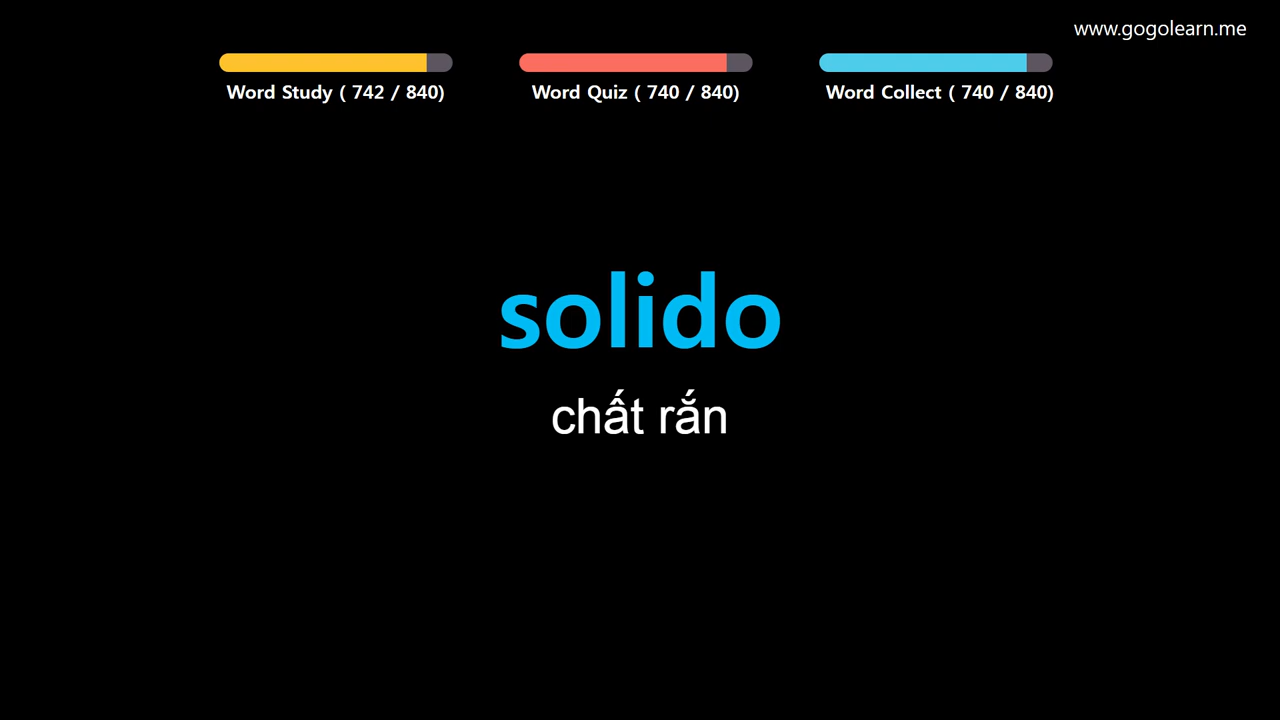 www.gogolearn.me
Word Study ( 742 / 840)
Word Quiz ( 740 / 840)
Word Collect ( 740 / 840)
solido
chất rắn